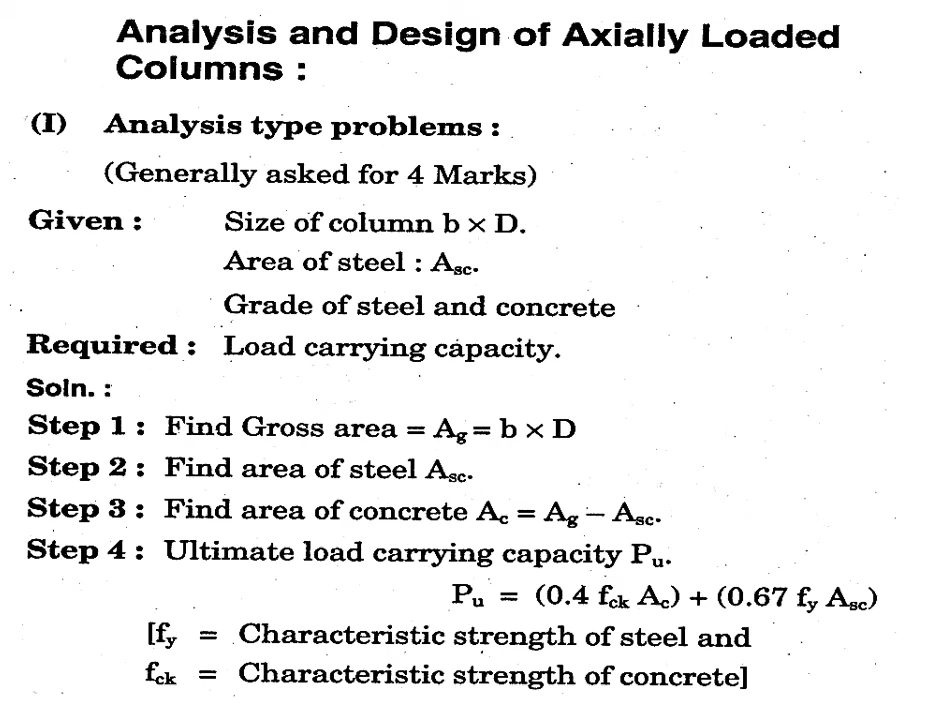 Analysis and Design of Axially Loaded
Columns :
(I) Analysis type problems :
(Generally asked for 4 Marks)
Given : Size of column b × D.
Area of steel : Asc.
Grade of steel and concrete
Required : Load carrying capacity.
Soln. :
Step 1 : Find Gross area = Ag = b × D
Step 2 : Find area of steel Asc.
Step 3 : Find area of concrete Ac = Ag – Asc.
Step 4 : Ultimate load carrying capacity Pu.
Pu = (0.4 fck Ac) + (0.67 fy Asc)
[fy = Characteristic strength of steel and
fck = Characteristic strength of concrete]